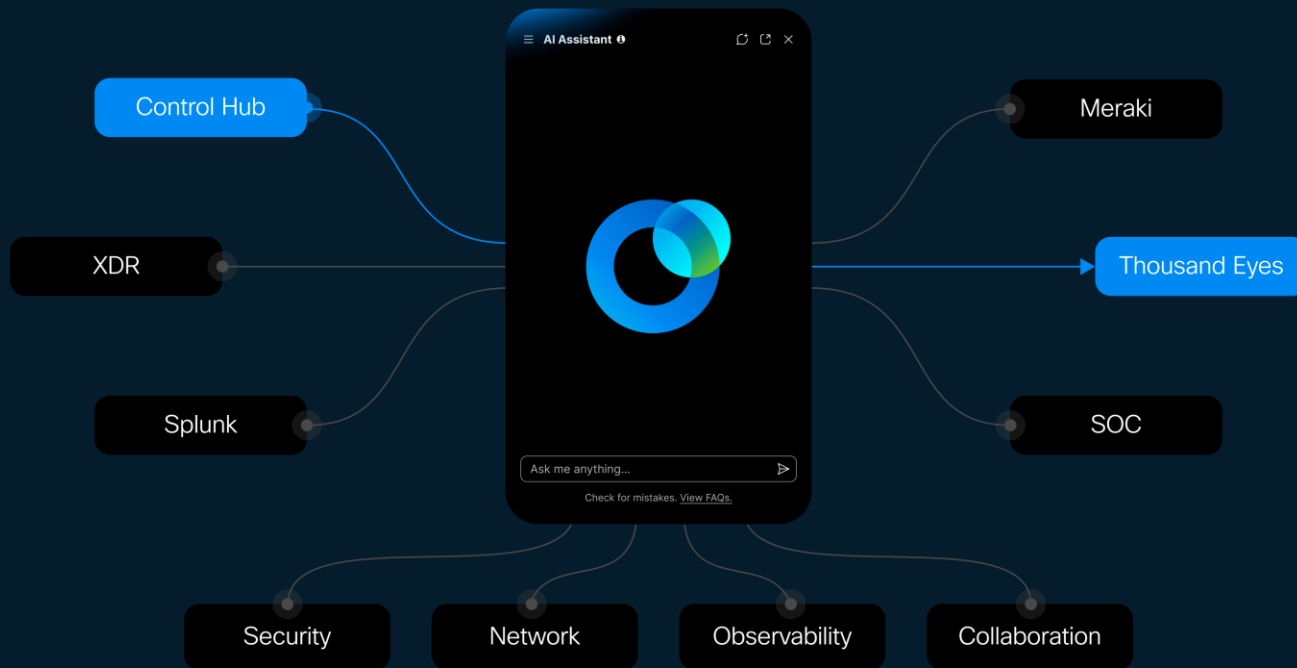 AI Assistant
Control Hub
Meraki
XDR
Thousand Eyes
Splunk
SOC
Ask me anything...
Check for mistakes. View FAQs.
Security
Network
Observability
Collaboration